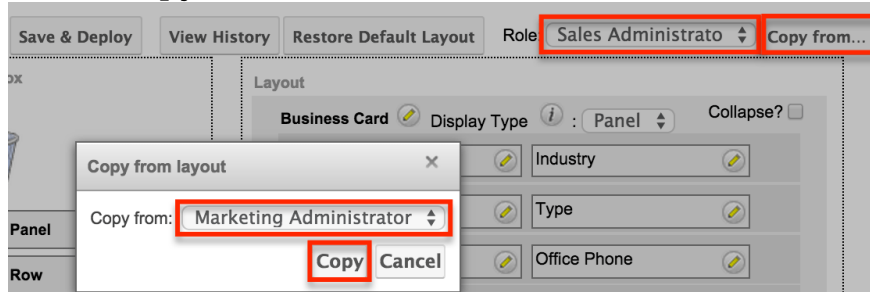 Save & Deploy View History Restore Default Layout Role: Sales Administrato Copy from...
Layout
Business Card Display Type i : Panel Collapse?
Copy from layout ×
Industry
Copy from: Marketing Administrator
Type
Panel
Copy Cancel
Office Phone
Row